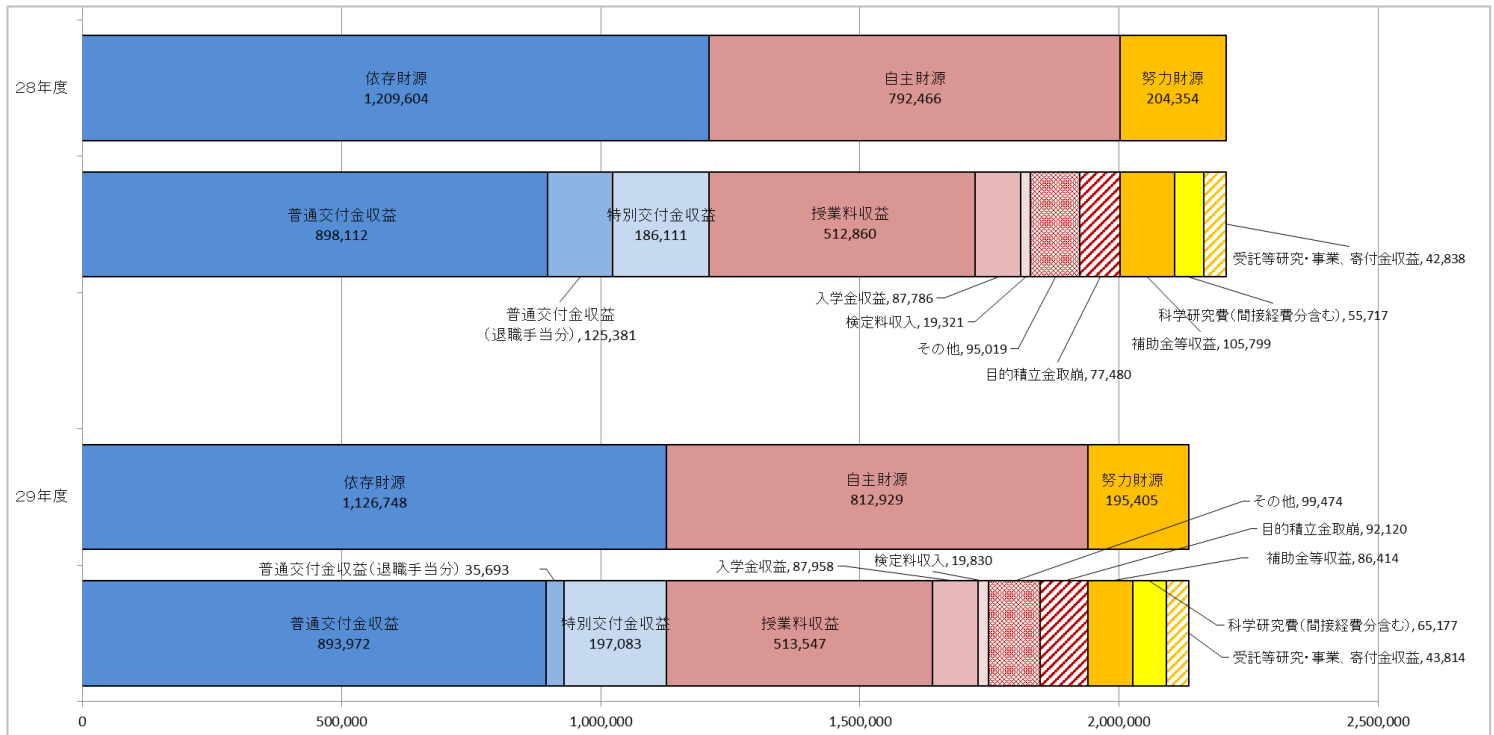 28年度
依存財源
1,209,604
自主財源
792,466
努力財源
204,354
普通交付金収益
898,112
特別交付金収益
186,111
授業料収益
512,860
受託等研究・事業、寄付金収益, 42,838
入学金収益, 87,786
普通交付金収益
(退職手当分), 125,381
検定料収入, 19,321
科学研究費(間接経費分含む), 55,717
その他, 95,019
補助金等収益, 105,799
目的積立金取崩, 77,480
29年度
依存財源
1,126,748
自主財源
812,929
努力財源
195,405
その他, 99,474
目的積立金取崩, 92,120
普通交付金収益(退職手当分) 35,693
入学金収益, 87,958
検定料収入, 19,830
補助金等収益, 86,414
普通交付金収益
893,972
特別交付金収益
197,083
授業料収益
513,547
科学研究費(間接経費分含む), 65,177
受託等研究・事業、寄付金収益, 43,814
0
500,000
1,000,000
1,500,000
2,000,000
2,500,000